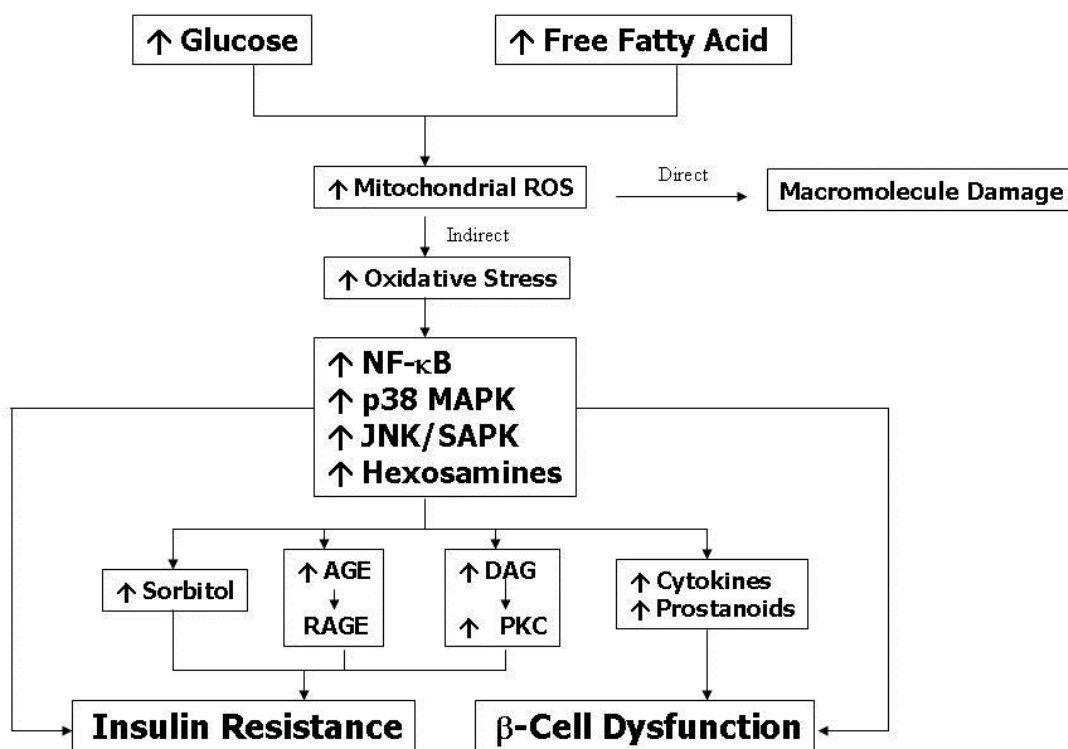 ↑ Glucose
↑ Free Fatty Acid
↑ Mitochondrial ROS
Direct
Macromolecule Damage
Indirect
↑ Oxidative Stress
↑ NF-κB
↑ p38 MAPK
↑ JNK/SAPK
↑ Hexosamines
↑ Sorbitol
↑ AGE
RAGE
↑ DAG
↑ PKC
↑ Cytokines
↑ Prostanoids
Insulin Resistance
β-Cell Dysfunction